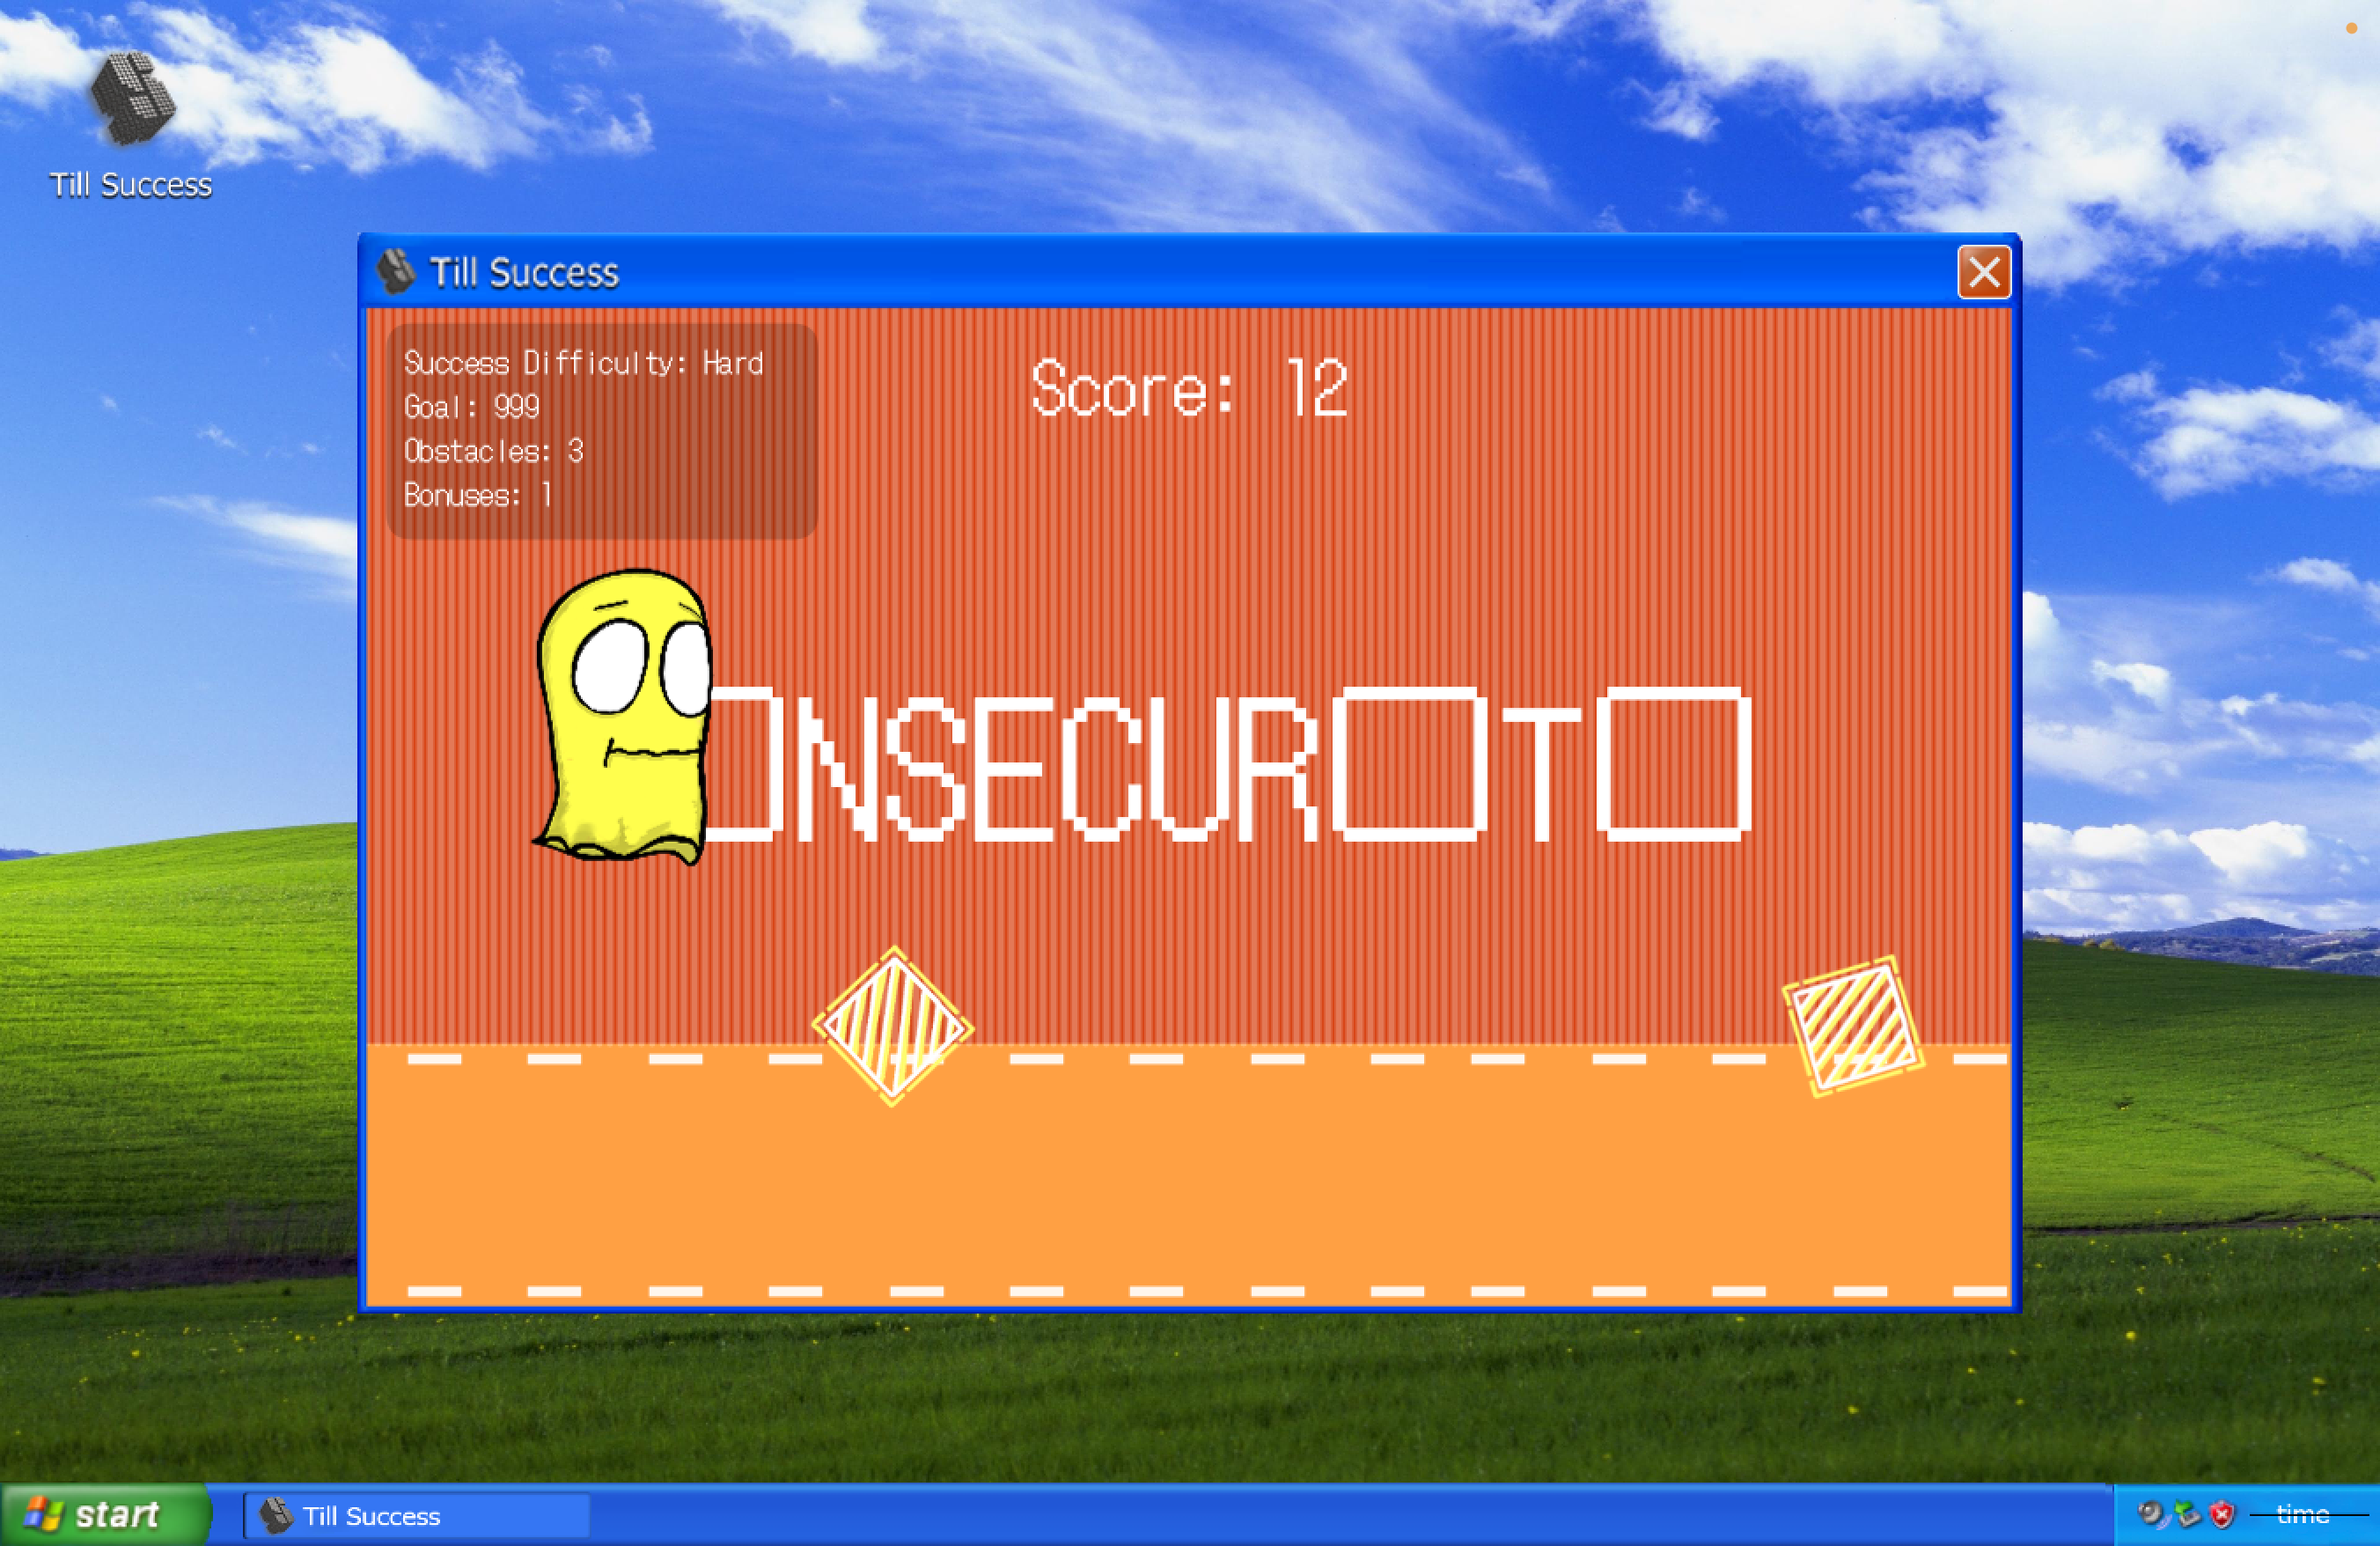 Till Success
Till Success
Success Difficulty: Hard
Goal: 999
Obstacles: 3
Bonuses: 1
Score: 12
□NSECUR□T□
start
Till Success
time